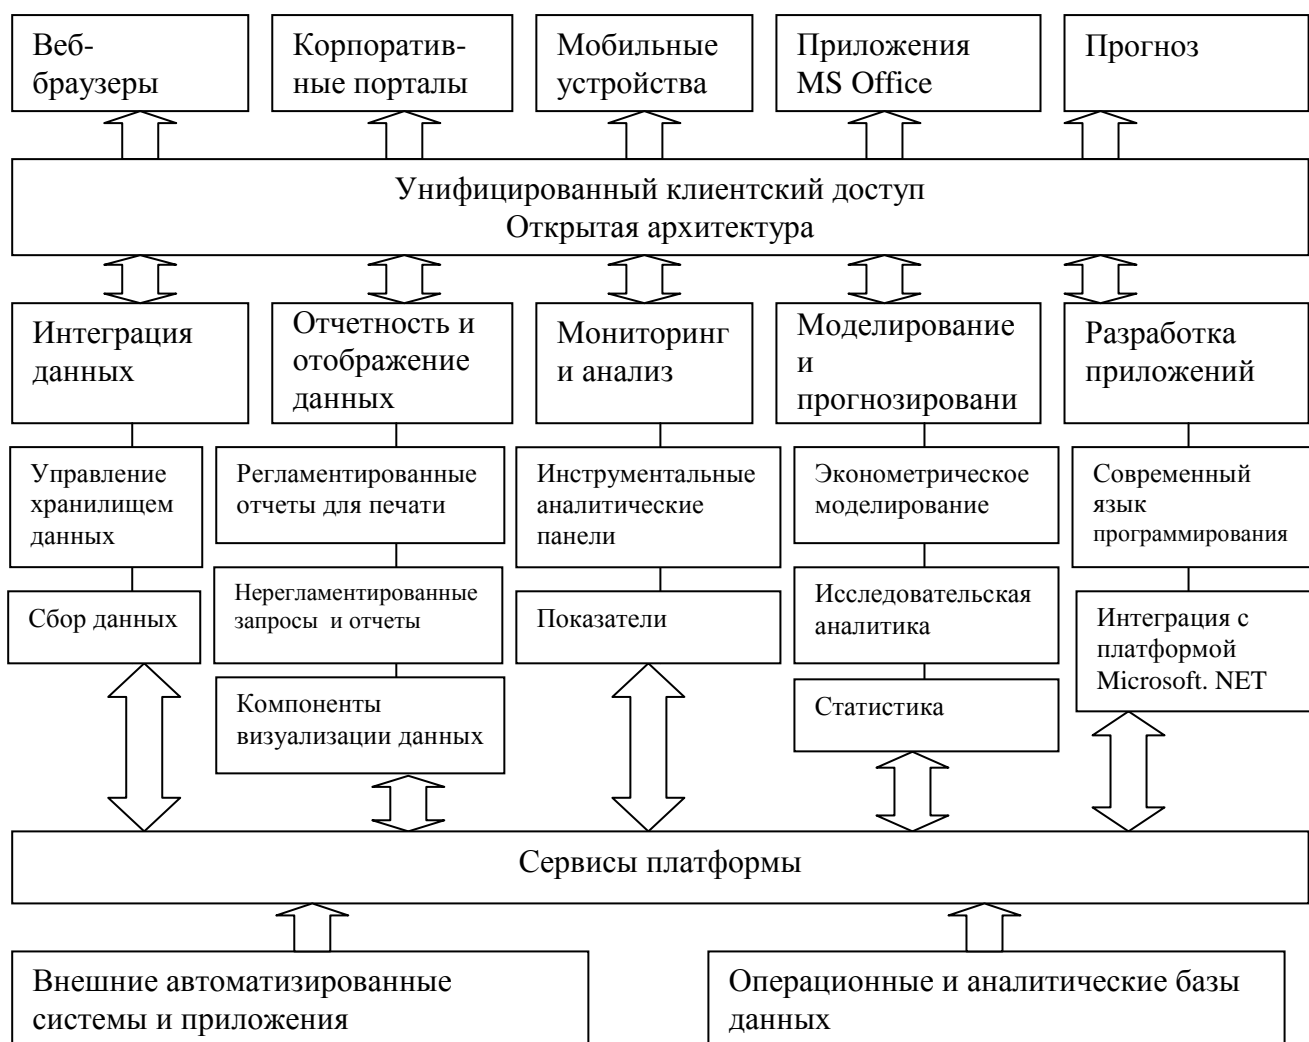 Веб-
браузеры
Корпоратив-
ные порталы
Мобильные
устройства
Приложения
MS Office
Прогноз
Унифицированный клиентский доступ
Открытая архитектура
Интеграция
данных
Отчетность и
отображение
данных
Мониторинг
и анализ
Моделирование
и
прогнозировани
Разработка
приложений
Управление
хранилищем
данных
Регламентированные
отчеты для печати
Инструментальные
аналитические
панели
Эконометрическое
моделирование
Современный
язык
программирования
Сбор данных
Нерегламентированные
запросы и отчеты
Показатели
Исследовательская
аналитика
Интеграция с
платформой
Microsoft. NET
Компоненты
визуализации данных
Статистика
Сервисы платформы
Внешние автоматизированные
системы и приложения
Операционные и аналитические базы
данных